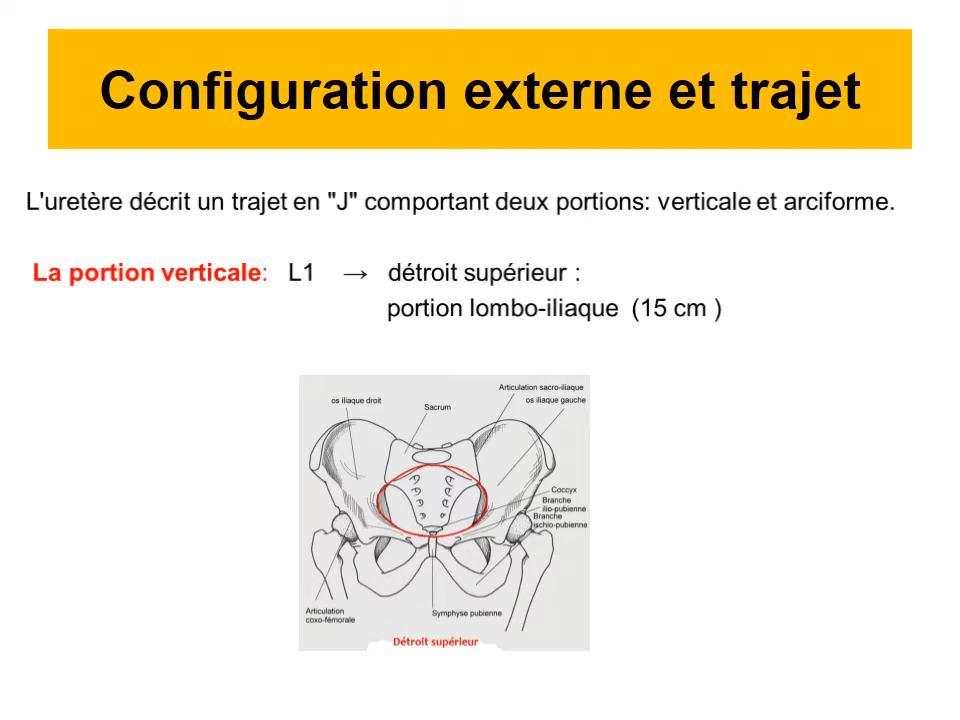 Configuration externe et trajet
L'uretère décrit un trajet en "J" comportant deux portions: verticale et arciforme.
La portion verticale: L1 → détroit supérieur :
portion lombo-iliaque (15 cm )
Articulation sacro-iliaque
os iliaque droit
os iliaque gauche
Sacrum
Coccyx
Branche
ilio-pubienne
Branche
ischio-pubienne
Articulation
coxo-fémorale
Symphyse pubienne
Détroit supérieur